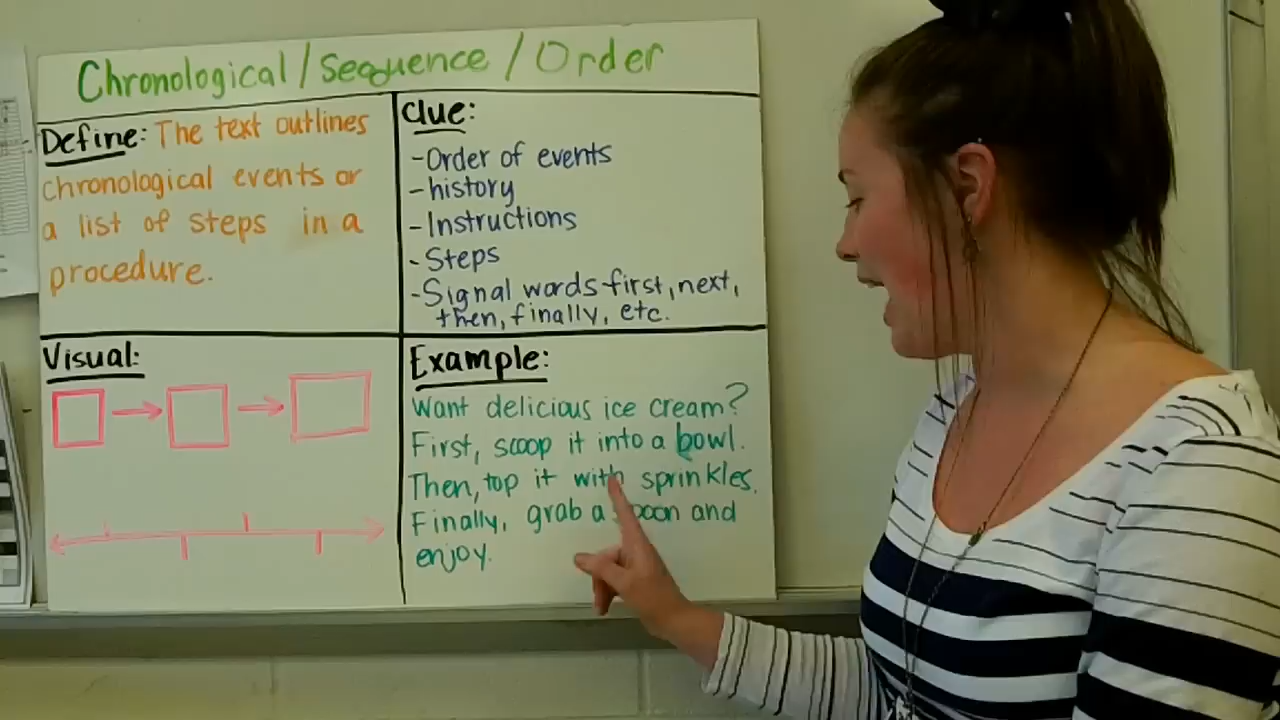 Chronological/Sequence/Order
Define: The text outlines
chronological events or
a list of steps in a
procedure.
Clue:
-Order of events
-history
-Instructions
-Steps
-Signal words first, next,
then, finally, etc.
Visual:
Example:
Want delicious ice cream?
First, scoop it into a bowl.
Then, top it with sprinkles.
Finally, grab a spoon and
enjoy.